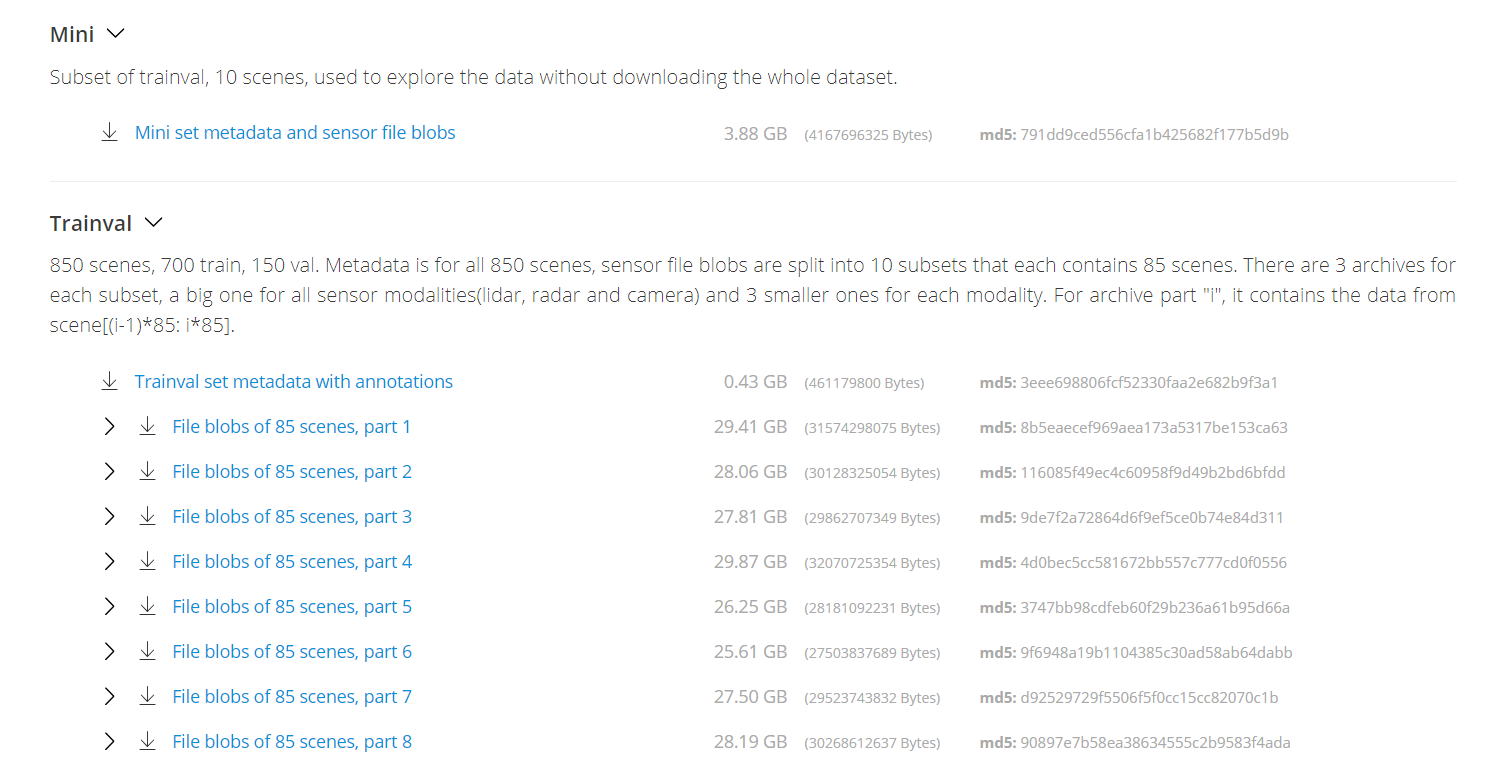 Mini
Subset of trainval, 10 scenes, used to explore the data without downloading the whole dataset.
Mini set metadata and sensor file blobs 3.88 GB (4167696325 Bytes) md5: 791dd9ced556cfa1b425682f177b5d9b
Trainval
850 scenes, 700 train, 150 val. Metadata is for all 850 scenes, sensor file blobs are split into 10 subsets that each contains 85 scenes. There are 3 archives for
each subset, a big one for all sensor modalities(lidar, radar and camera) and 3 smaller ones for each modality. For archive part "i", it contains the data from
scene[(i-1)*85: i*85].
Trainval set metadata with annotations 0.43 GB (461179800 Bytes) md5: 3eee698806fcf52330faa2e682b9f3a1
File blobs of 85 scenes, part 1 29.41 GB (31574298075 Bytes) md5: 8b5eaecef969aea173a5317be153ca63
File blobs of 85 scenes, part 2 28.06 GB (30128325054 Bytes) md5: 116085f49ec4c60958f9d49b2bd6bfdd
File blobs of 85 scenes, part 3 27.81 GB (29862707349 Bytes) md5: 9de7f2a72864d6f9ef5ce0b74e84d311
File blobs of 85 scenes, part 4 29.87 GB (32070725354 Bytes) md5: 4d0bec5cc581672bb557c777cd0f0556
File blobs of 85 scenes, part 5 26.25 GB (28181092231 Bytes) md5: 3747bb98cdfeb60f29b236a61b95d66a
File blobs of 85 scenes, part 6 25.61 GB (27503837689 Bytes) md5: 9f6948a19b1104385c30ad58ab64dabb
File blobs of 85 scenes, part 7 27.50 GB (29523743832 Bytes) md5: d92529729f5506f5f0cc15cc82070c1b
File blobs of 85 scenes, part 8 28.19 GB (30268612637 Bytes) md5: 90897e7b58ea38634555c2b9583f4ada